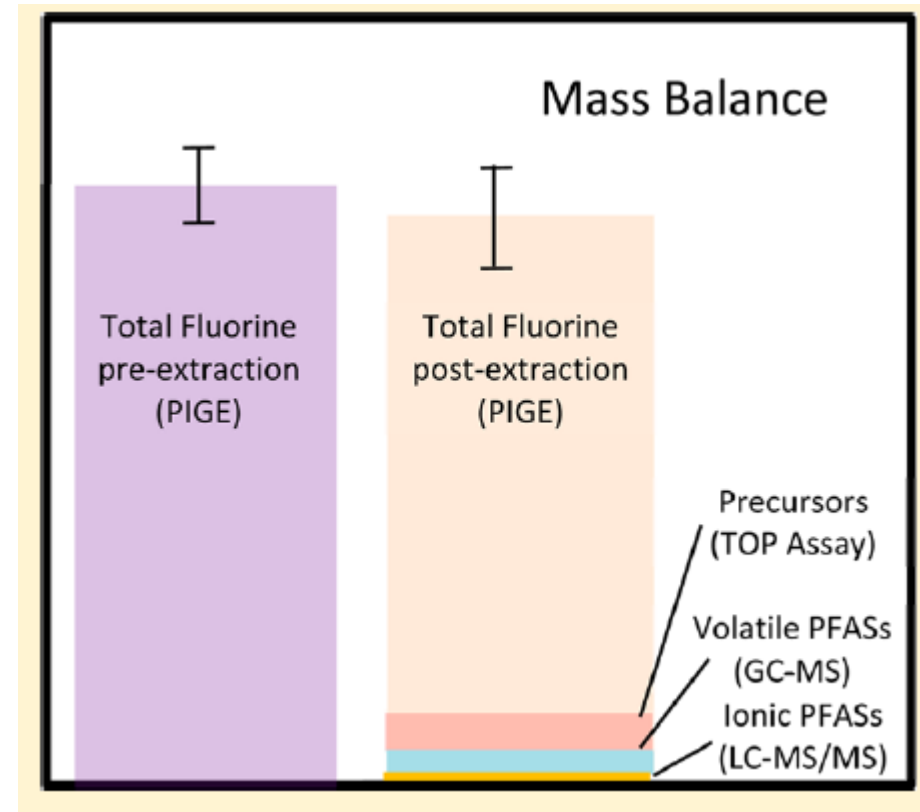 Mass Balance
Total Fluorine
pre-extraction
(PIGE)
Total Fluorine
post-extraction
(PIGE)
Precursors
(TOP Assay)
Volatile PFASs
(GC-MS)
Ionic PFASs
(LC-MS/MS)